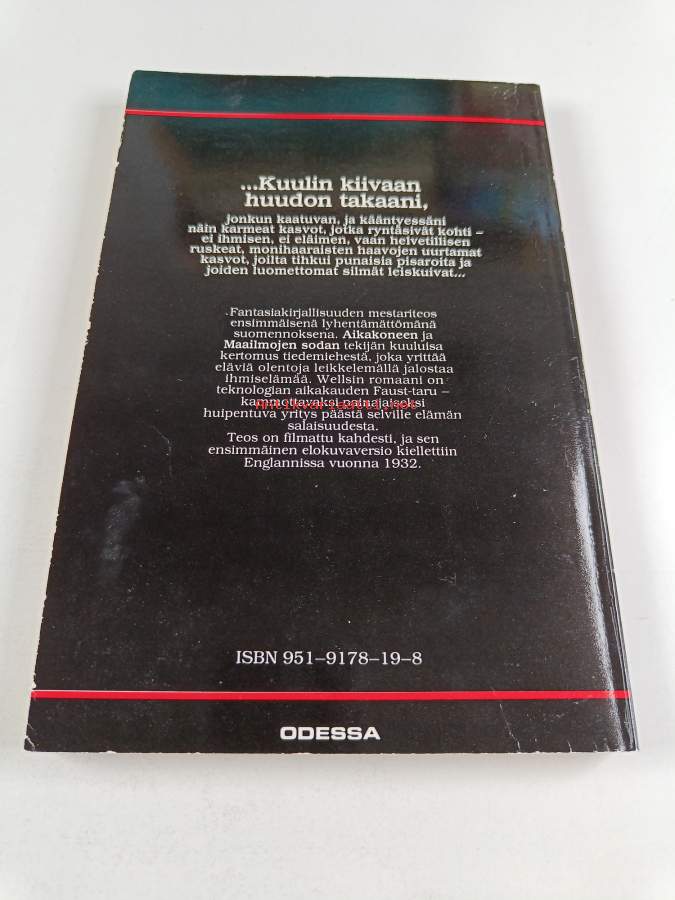 ...Kuulin kiivaan
huudon takaani,
jonkun kaatuvan, ja kääntyessäni
näin karmeat kasvot, jotka ryntäsivät kohti –
ei ihmisen, ei eläimen, vaan helvetillisen
ruskeat, monihaaraisten haavojen uurtamat
kasvot, joilta tihkui punaisia pisaroita ja
joiden luomettomat silmät leiskuivat...
Fantasiakirjallisuuden mestariteos
ensimmäisenä lyhentämättömänä
suomennoksena. Aikakoneen ja
Maailmojen sodan tekijän kuuluisa
kertomus tiedemiehestä, joka yrittää
eläviä olentoja leikkelemällä jalostaa
ihmiselämää. Wellsin romaani on
teknologian aikakauden Faust-taru –
kammottavaksi painajaiseksi
Antikvariaatti.net
huipentuva yritys päästä selville elämän
salaisuudesta.
Teos on filmattu kahdesti, ja sen
ensimmäinen elokuvaversio kiellettiin
Englannissa vuonna 1932.
ISBN 951–9178–19–8
ODESSA